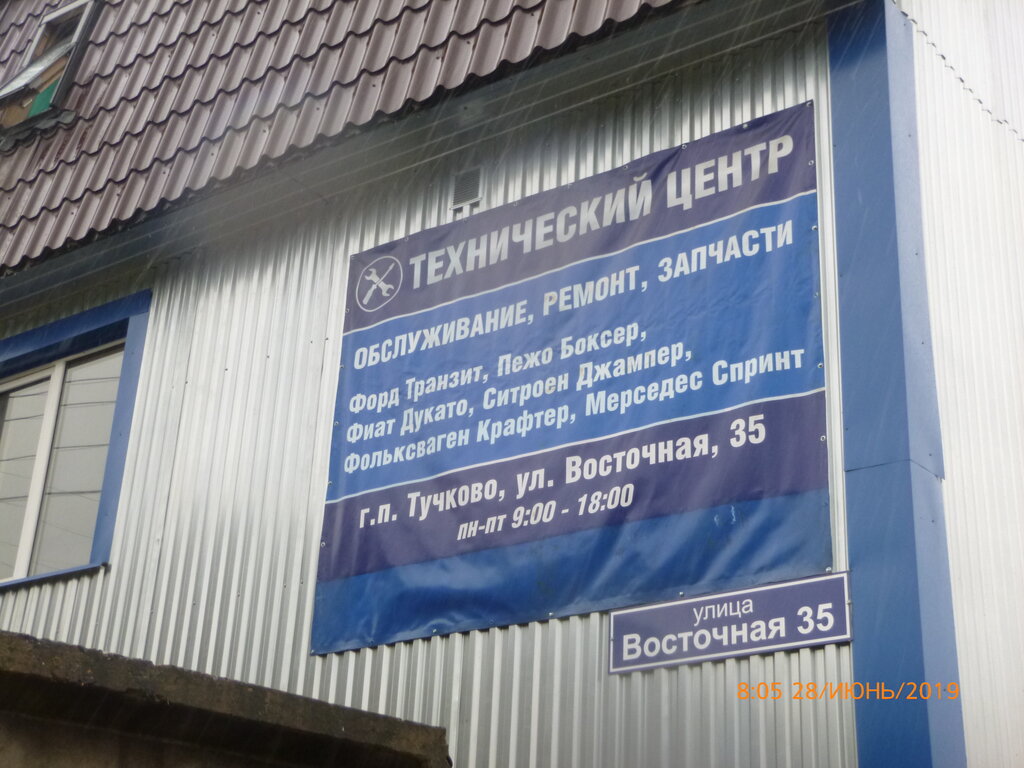 ТЕХНИЧЕСКИЙ ЦЕНТР
ОБСЛУЖИВАНИЕ, РЕМОНТ, ЗАПЧАСТИ
Форд Транзит, Пежо Боксер,
Фиат Дукато, Ситроен Джампер,
Фольксваген Крафтер, Мерседес Спринт
г.п. Тучково, ул. Восточная, 35
пн-пт 9:00 - 18:00
улица
Восточная 35
8:05 28/ИЮНЬ/2019